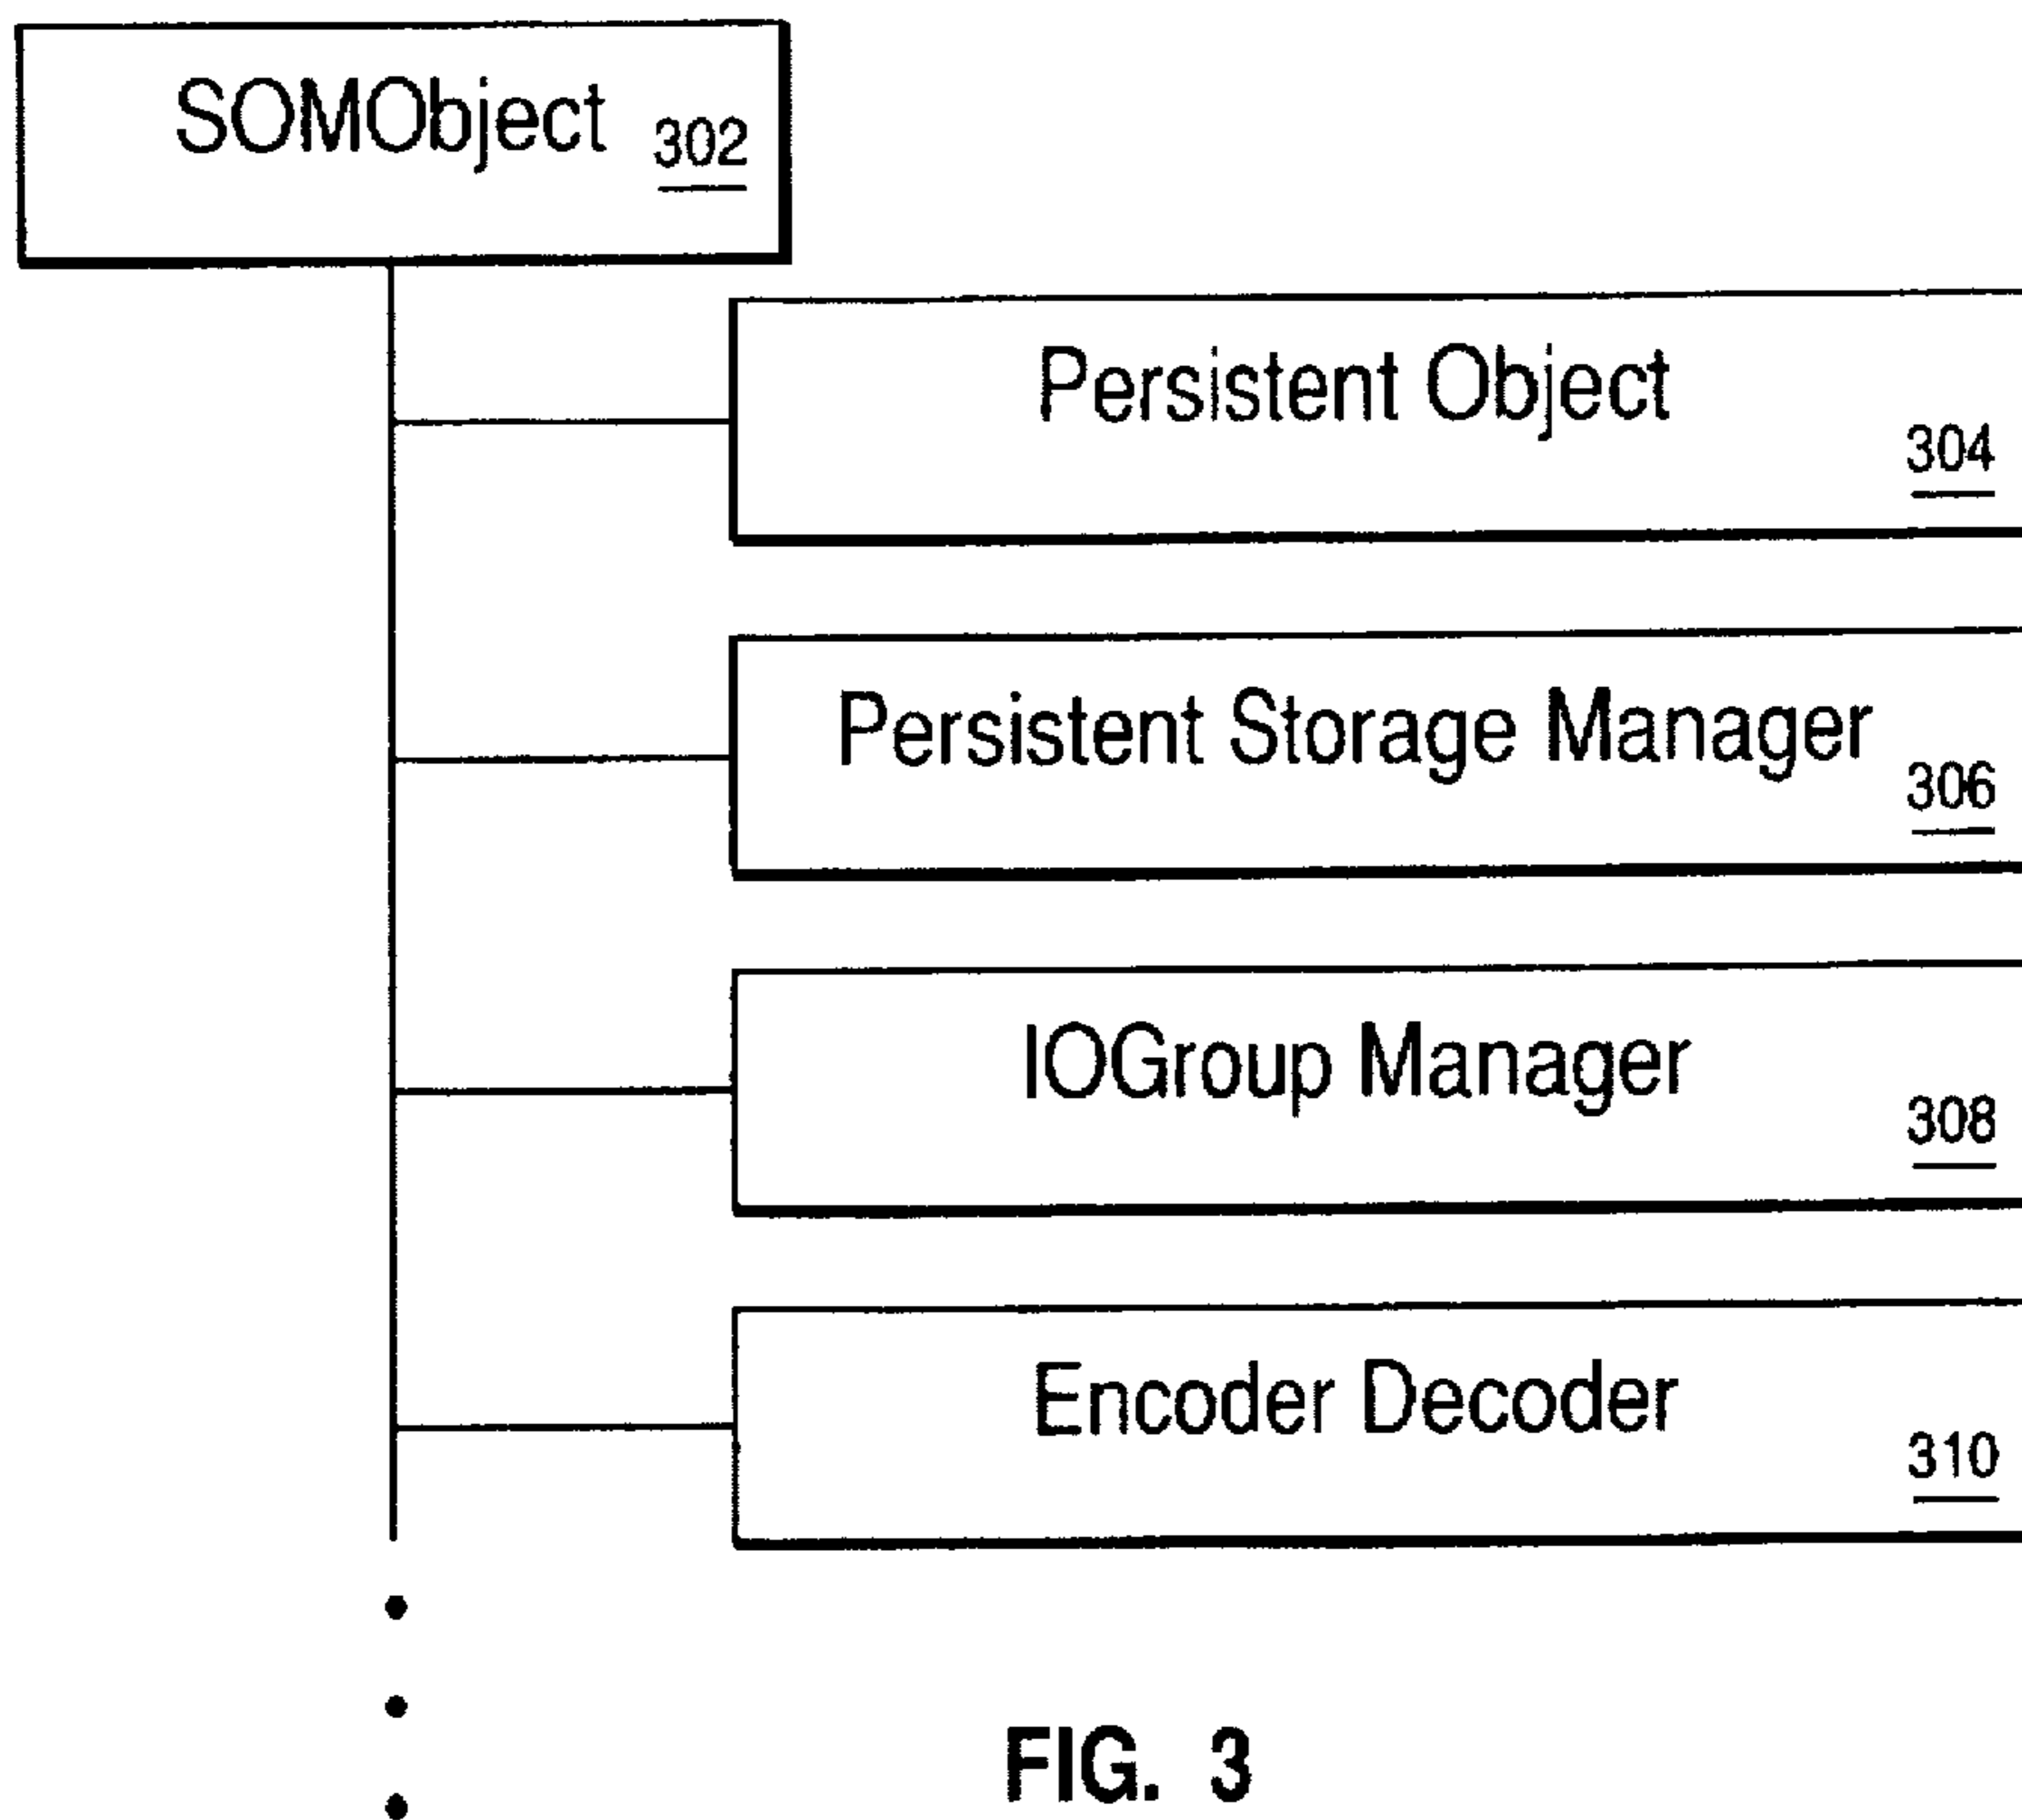 SOMObject 302
Persistent Object
304
Persistent Storage Manager
306
IOGroup Manager
308
Encoder Decoder
310
FIG. 3